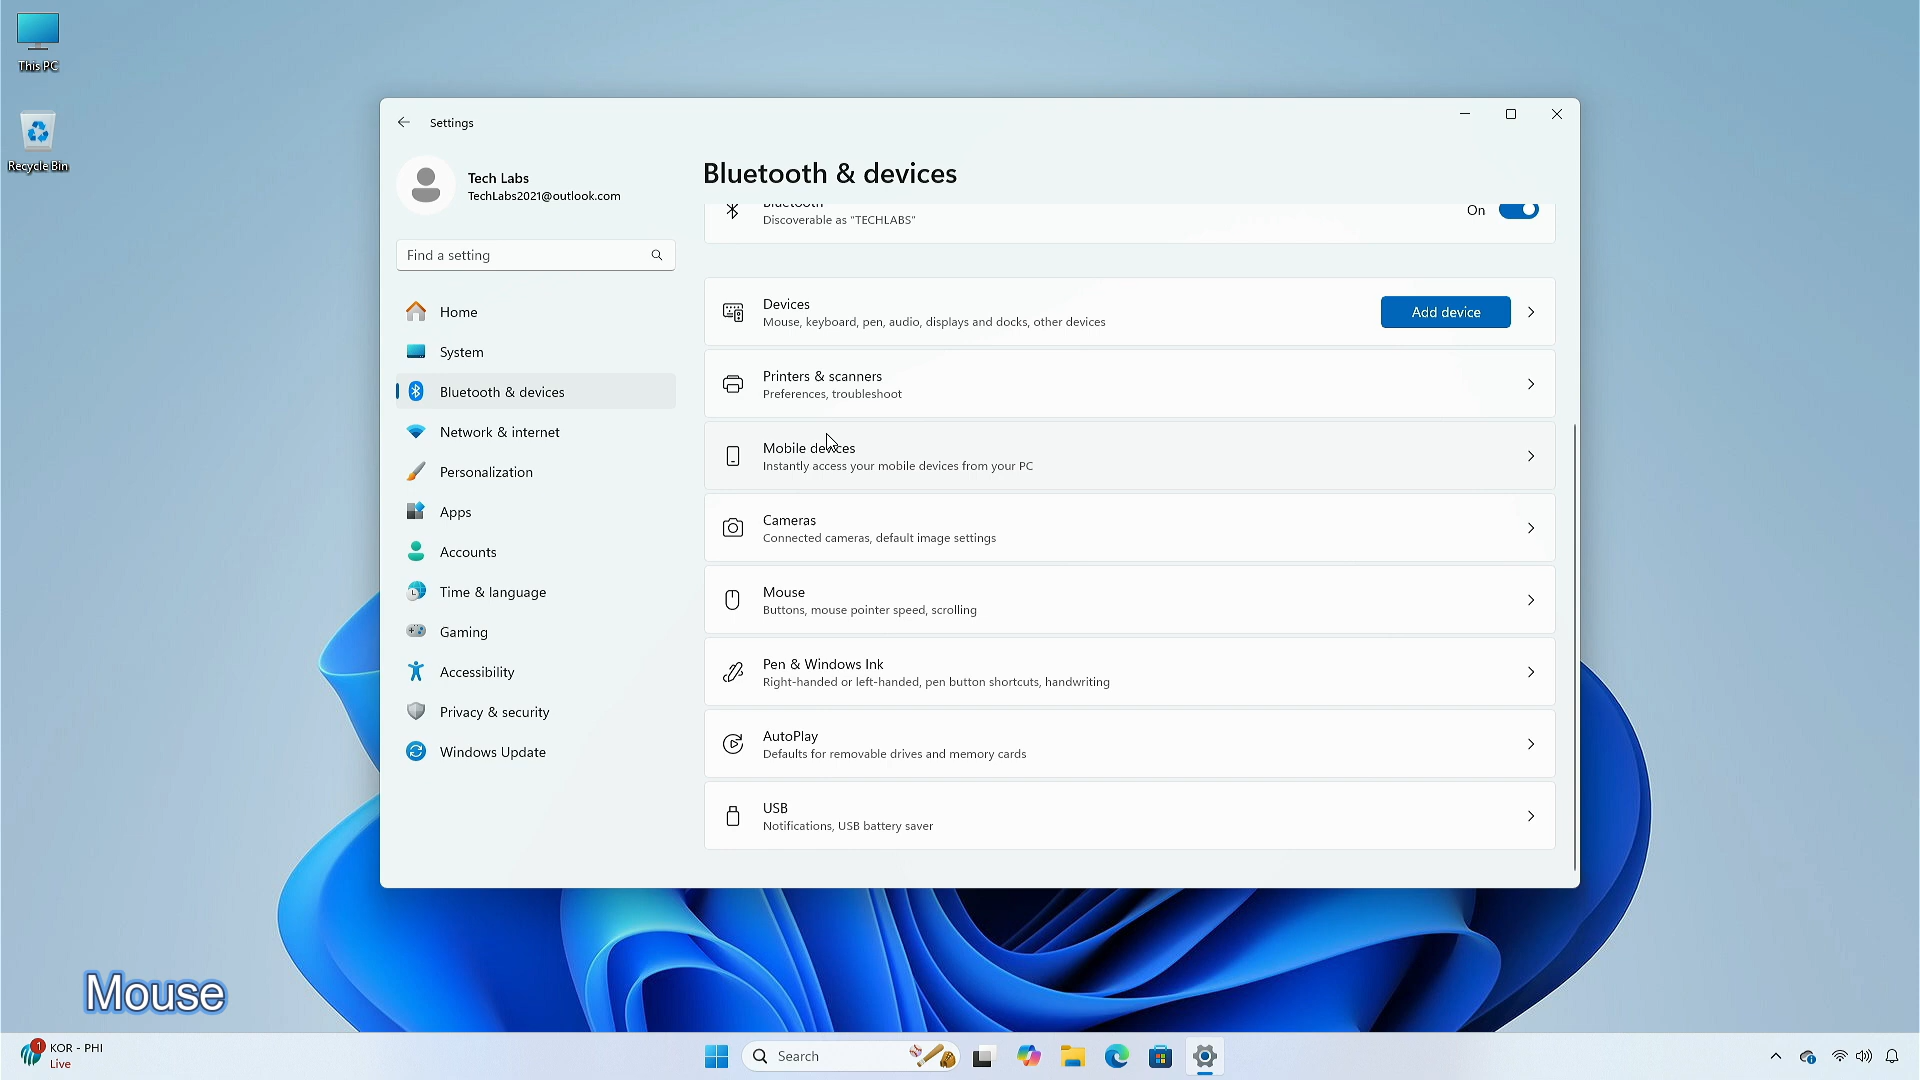 This PC
Recycle Bin
Settings
Tech Labs
TechLabs2021@outlook.com
Find a setting
Home
System
Bluetooth & devices
Network & internet
Personalization
Apps
Accounts
Time & language
Gaming
Accessibility
Privacy & security
Windows Update
Bluetooth & devices
Bluetooth
Discoverable as "TECHLABS"
On
Devices
Mouse, keyboard, pen, audio, displays and docks, other devices
Add device
Printers & scanners
Preferences, troubleshoot
Mobile devices
Instantly access your mobile devices from your PC
Cameras
Connected cameras, default image settings
Mouse
Buttons, mouse pointer speed, scrolling
Pen & Windows Ink
Right-handed or left-handed, pen button shortcuts, handwriting
AutoPlay
Defaults for removable drives and memory cards
USB
Notifications, USB battery saver
Mouse
1
KOR - PHI
Live
Search